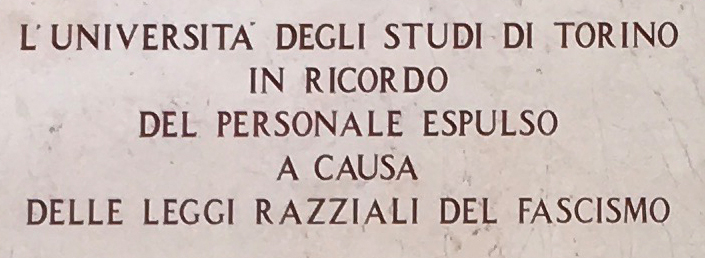 L'UNIVERSITA' DEGLI STUDI DI TORINO
IN RICORDO
DEL PERSONALE ESPULSO
A CAUSA
DELLE LEGGI RAZZIALI DEL FASCISMO